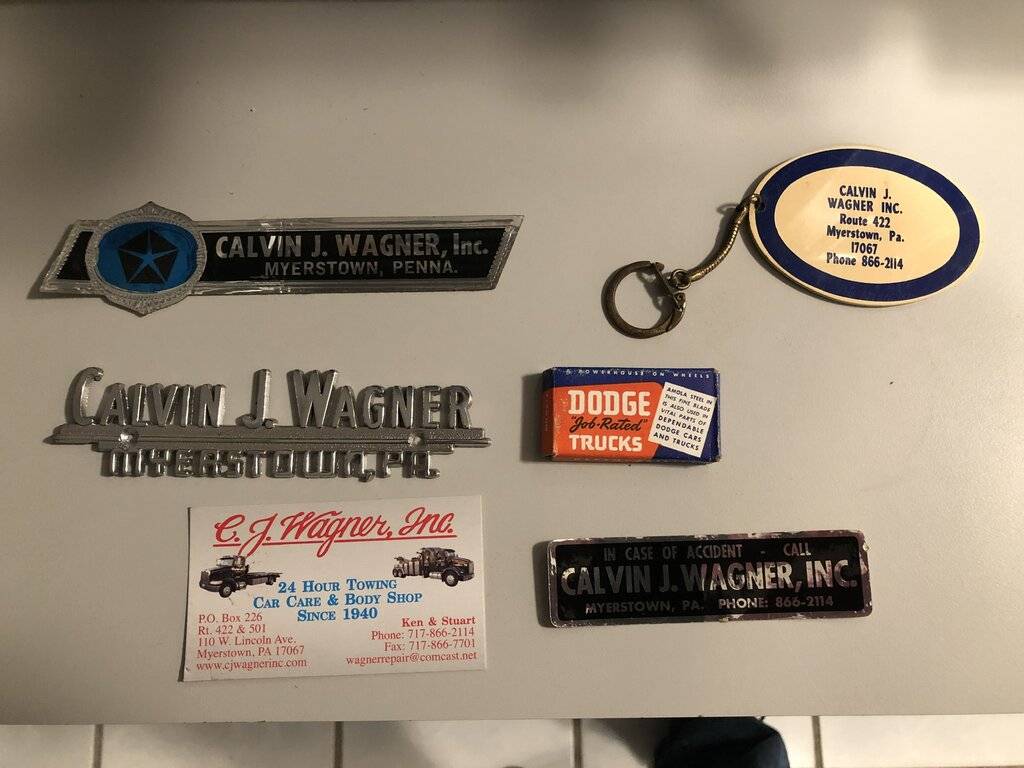 CALVIN J. WAGNER, Inc.
MYERSTOWN, PENNA.
CALVIN J.
WAGNER INC.
Route 422
Myerstown, Pa.
17067
Phone 866-2114
CALVIN J. WAGNER
MYERSTOWN, PA.
A POWERHOUSE ON WHEELS
DODGE
"Job-Rated"
TRUCKS
AMOLA STEEL IN
THIS FINE BLADE
IS ALSO USED IN
VITAL PARTS OF
DEPENDABLE
DODGE CARS
AND TRUCKS
C. J. Wagner, Inc.
24 HOUR TOWING
CAR CARE & BODY SHOP
SINCE 1940
P.O. Box 226
Rt. 422 & 501
110 W. Lincoln Ave.
Myerstown, PA 17067
www.cjwagnerinc.com
Ken & Stuart
Phone: 717-866-2114
Fax: 717-866-7701
wagnerrepair@comcast.net
IN CASE OF ACCIDENT - CALL
CALVIN J. WAGNER, INC.
MYERSTOWN, PA. PHONE: 866-2114